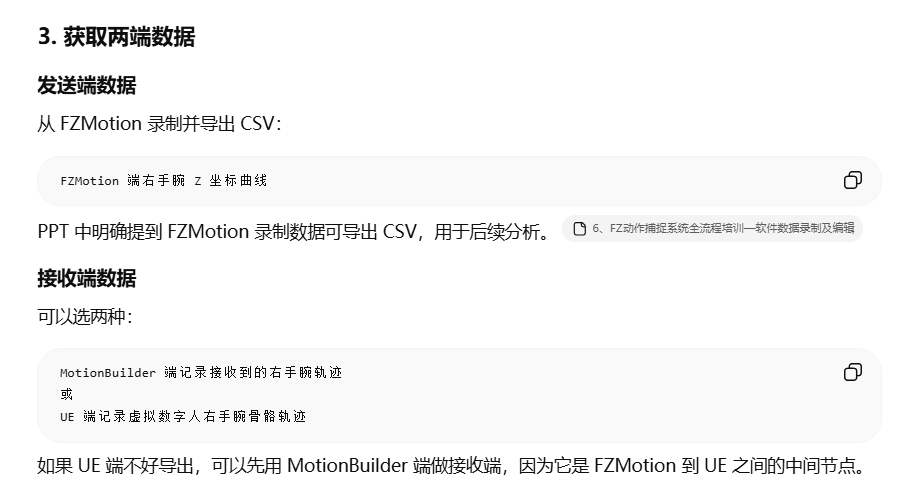 3. 获取两端数据
发送端数据
从 FZMotion 录制并导出 CSV：
FZMotion 端右手腕 Z 坐标曲线
PPT 中明确提到 FZMotion 录制数据可导出 CSV，用于后续分析。 6、FZ动作捕捉系统全流程培训—软件数据录制及编辑
接收端数据
可以选两种：
MotionBuilder 端记录接收到的右手腕轨迹
或
UE 端记录虚拟数字人右手腕骨骼轨迹
如果 UE 端不好导出，可以先用 MotionBuilder 端做接收端，因为它是 FZMotion 到 UE 之间的中间节点。